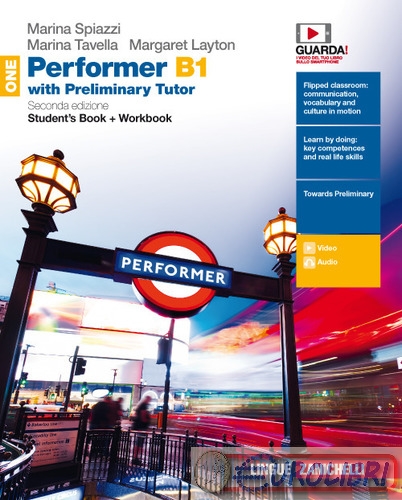 Marina Spiazzi
Marina Tavella Margaret Layton
ONE
Performer B1
with Preliminary Tutor
Seconda edizione
Student's Book + Workbook
GUARDA!
I VIDEO DEL TUO LIBRO
SULLO SMARTPHONE
Flipped classroom:
communication,
vocabulary and
culture in motion
Learn by doing:
key competences
and real life skills
Towards Preliminary
Video
Audio
PERFORMER
LINGUE ZANICHELLI
EUROLIBRI